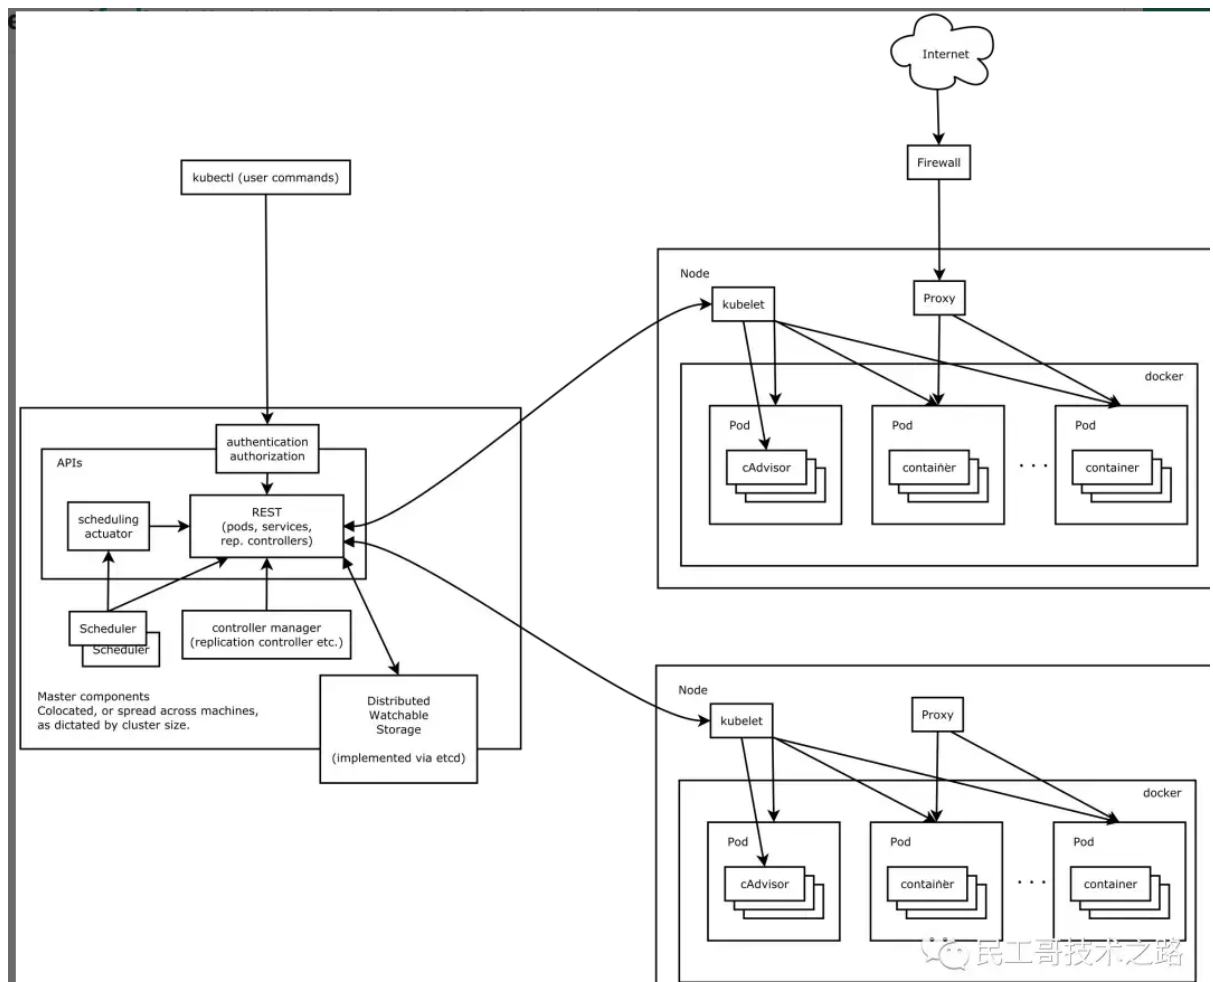 Internet
Firewall
kubectl (user commands)
Node
kubelet
Proxy
docker
Pod
cAdvisor
Pod
container
. . .
Pod
container
authentication
authorization
APIs
REST
(pods, services,
rep. controllers)
scheduling
actuator
Scheduler
Scheduler
controller manager
(replication controller etc.)
Master components
Colocated, or spread across machines,
as dictated by cluster size.
Distributed
Watchable
Storage
(implemented via etcd)
Node
kubelet
Proxy
docker
Pod
cAdvisor
Pod
container
. . .
Pod
container
民工哥技术之路